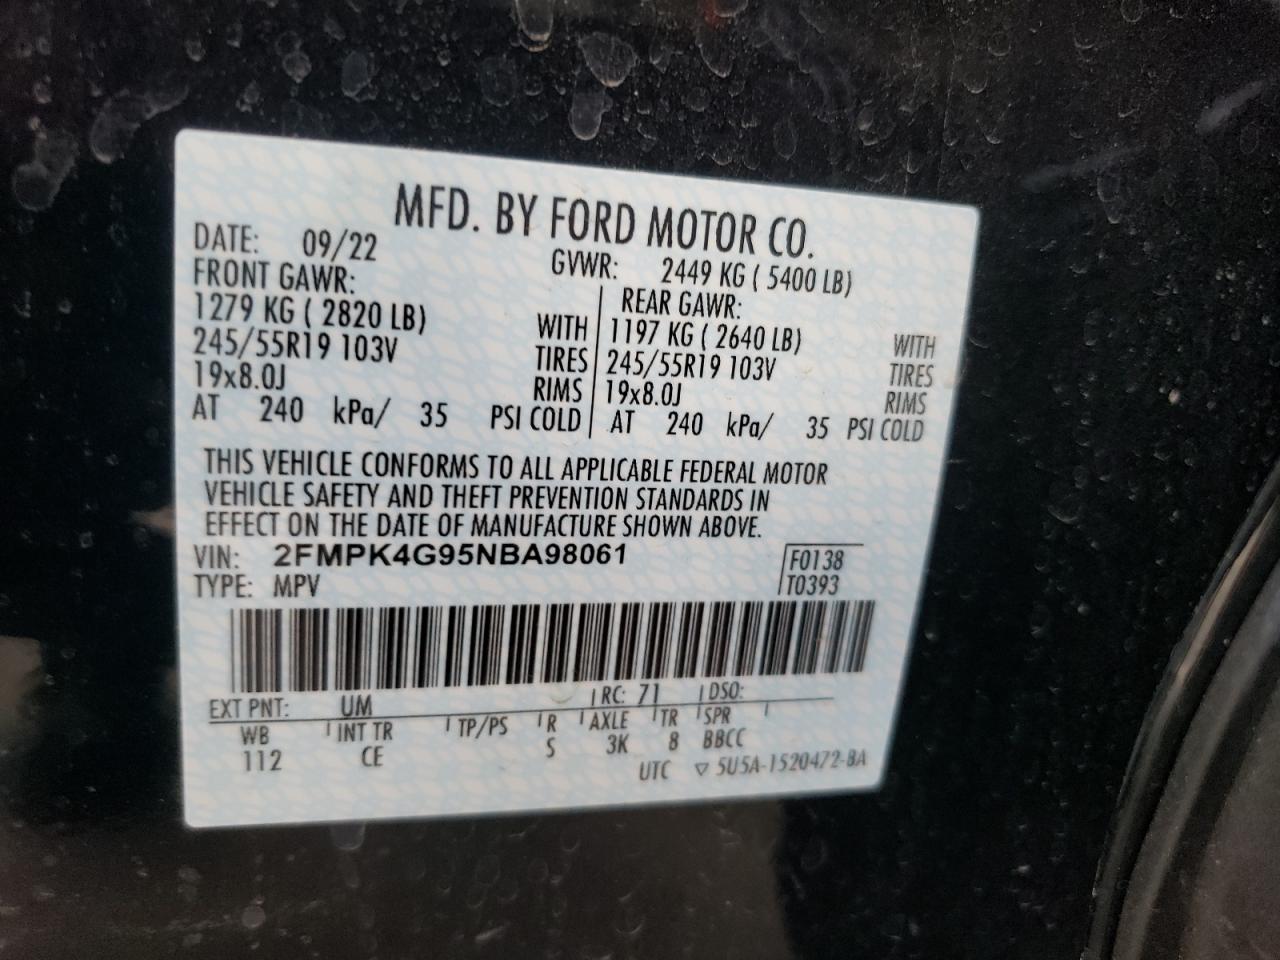 MFD. BY FORD MOTOR CO.
DATE: 09/22 GVWR: 2449 KG ( 5400 LB)
FRONT GAWR: REAR GAWR:
1279 KG ( 2820 LB) WITH 1197 KG ( 2640 LB) WITH
245/55R19 103V TIRES 245/55R19 103V TIRES
19x8.0J RIMS 19x8.0J RIMS
AT 240 kPa/ 35 PSI COLD AT 240 kPa/ 35 PSI COLD
THIS VEHICLE CONFORMS TO ALL APPLICABLE FEDERAL MOTOR
VEHICLE SAFETY AND THEFT PREVENTION STANDARDS IN
EFFECT ON THE DATE OF MANUFACTURE SHOWN ABOVE.
VIN: 2FMPK4G95NBA98061 F0138
TYPE: MPV T0393
EXT PNT: UM RC: 71 DSO:
WB INT TR TP/PS R AXLE TR SPR
112 CE S 3K 8 BBCC
UTC ▽ 5U5A-1520472-BA